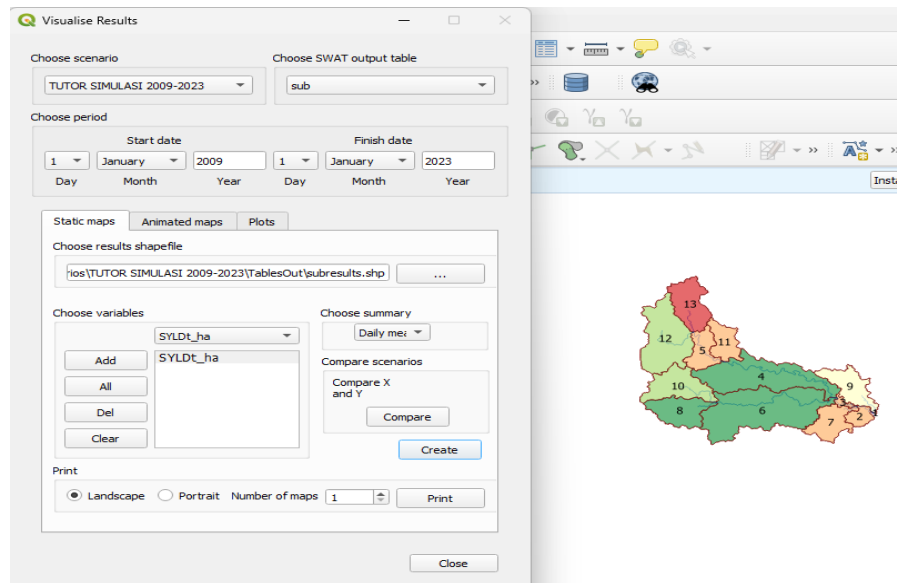 Visualise Results
Choose scenario
Choose SWAT output table
TUTOR SIMULASI 2009-2023
sub
Choose period
Start date
Finish date
1 January 2009 1 January 2023
Day Month Year Day Month Year
Static maps Animated maps Plots
Choose results shapefile
rios\TUTOR SIMULASI 2009-2023\TablesOut\subresults.shp ...
Choose variables
Choose summary
SYLDt_ha
Daily mea
Add
SYLDt_ha
All
Del
Clear
Compare scenarios
Compare X
and Y
Compare
Create
Print
Landscape Portrait Number of maps 1 Print
Close
»
»
»
Insta
13
12
5
11
4
10
9
3
8
6
7
2
1